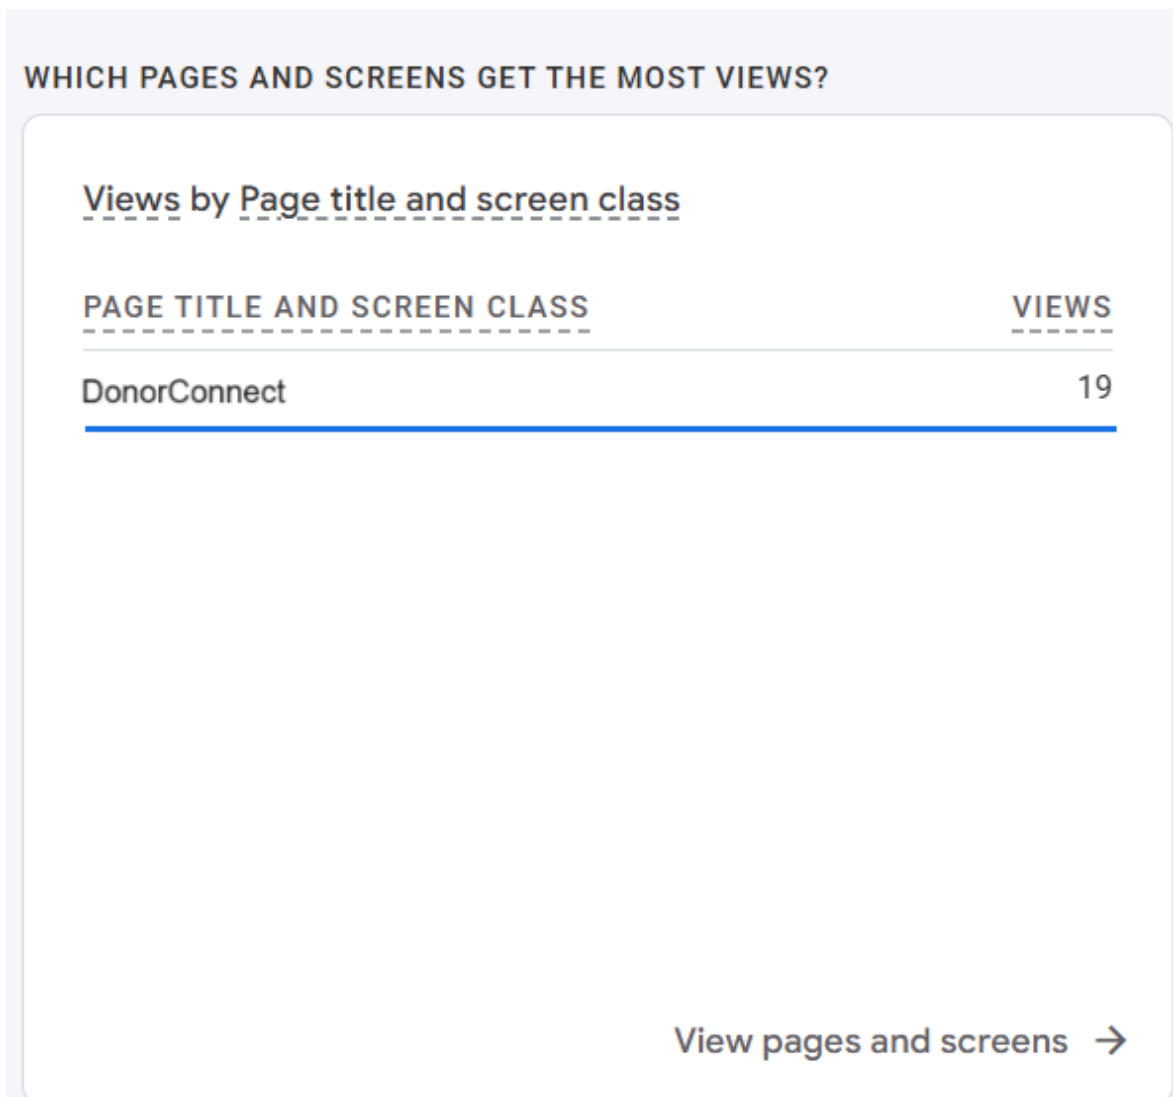 WHICH PAGES AND SCREENS GET THE MOST VIEWS?
Views by Page title and screen class
PAGE TITLE AND SCREEN CLASS VIEWS
DonorConnect 19
View pages and screens →